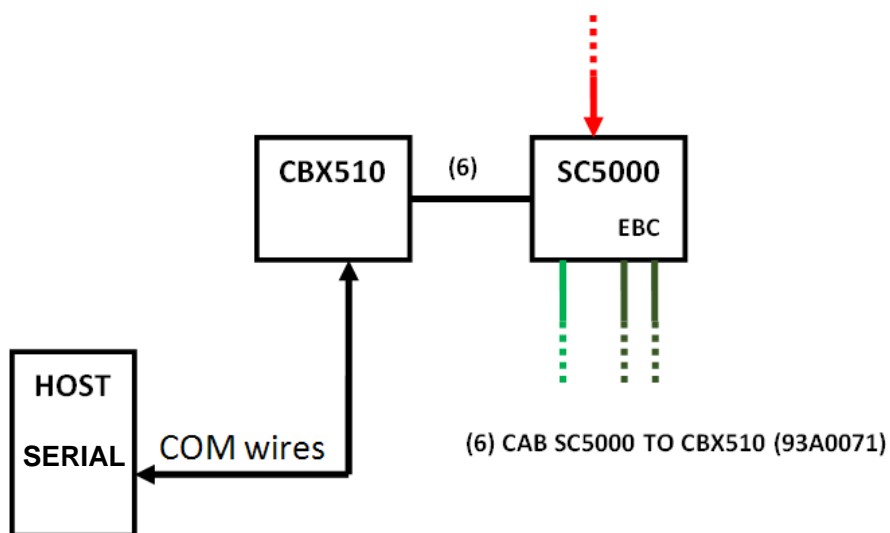 CBX510
(6)
SC5000
EBC
HOST
SERIAL
COM wires
(6) CAB SC5000 TO CBX510 (93A0071)